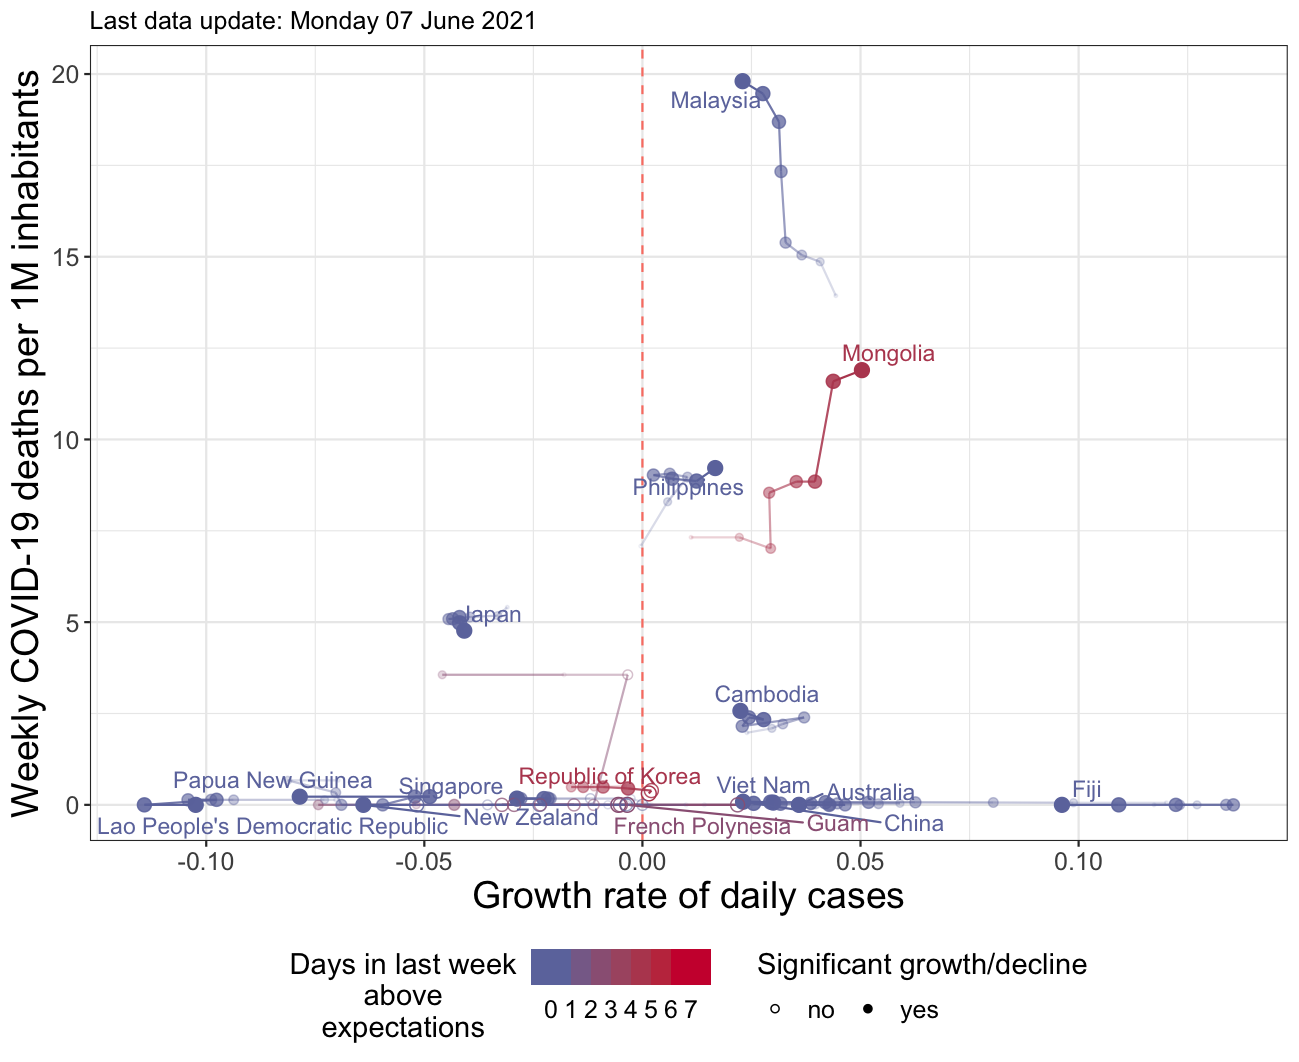 Last data update: Monday 07 June 2021
Weekly COVID-19 deaths per 1M inhabitants
20
15
10
5
0
Malaysia
Mongolia
Philippines
Japan
Cambodia
Republic of Korea
Papua New Guinea
Singapore
Viet Nam
Australia
Fiji
Lao People's Democratic Republic
New Zealand
French Polynesia
Guam
China
-0.10
-0.05
0.00
0.05
0.10
Growth rate of daily cases
Days in last week
above
expectations
0 1 2 3 4 5 6 7
Significant growth/decline
no
yes